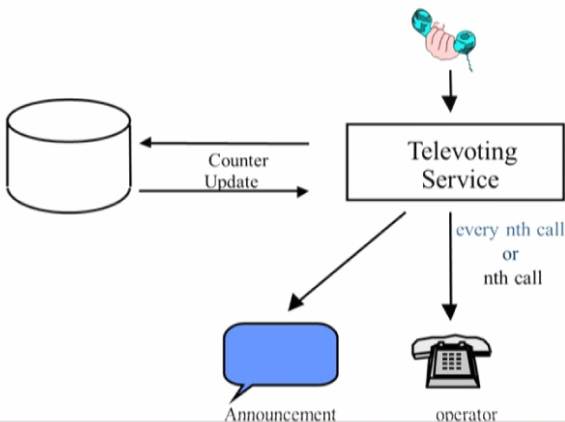 Televoting
Service
Counter
Update
every nth call
or
nth call
Announcement
operator